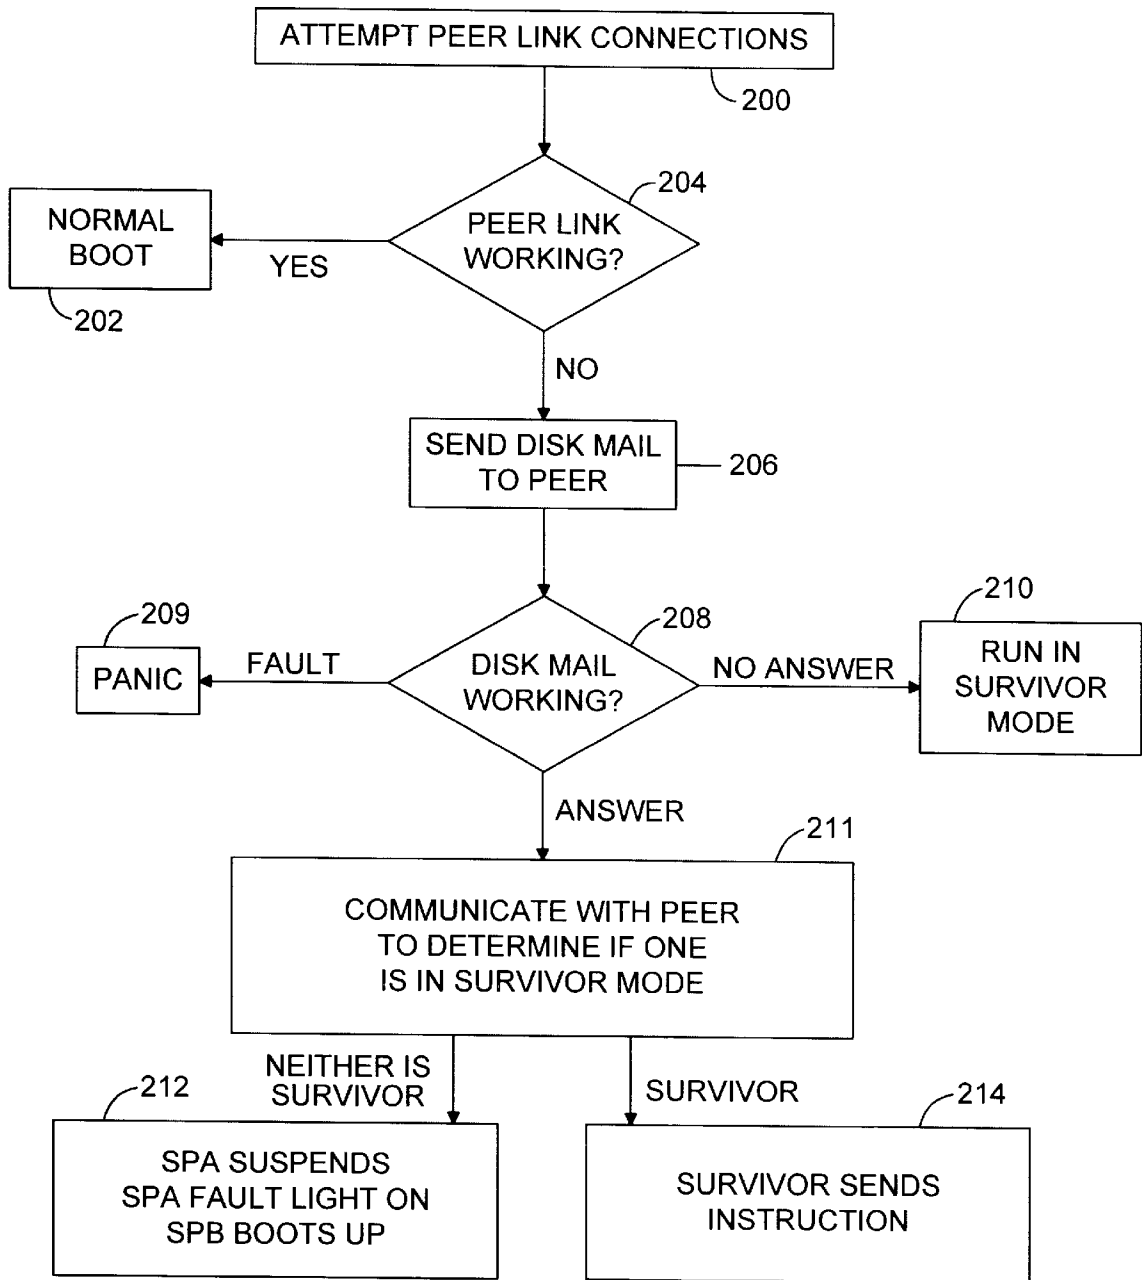 ATTEMPT PEER LINK CONNECTIONS
200
204
PEER LINK
WORKING?
NORMAL
BOOT
YES
202
NO
SEND DISK MAIL
TO PEER
206
208
209
210
DISK MAIL
WORKING?
FAULT
PANIC
NO ANSWER
RUN IN
SURVIVOR
MODE
ANSWER
211
COMMUNICATE WITH PEER
TO DETERMINE IF ONE
IS IN SURVIVOR MODE
NEITHER IS
SURVIVOR
SURVIVOR
212
214
SPA SUSPENDS
SPA FAULT LIGHT ON
SPB BOOTS UP
SURVIVOR SENDS
INSTRUCTION